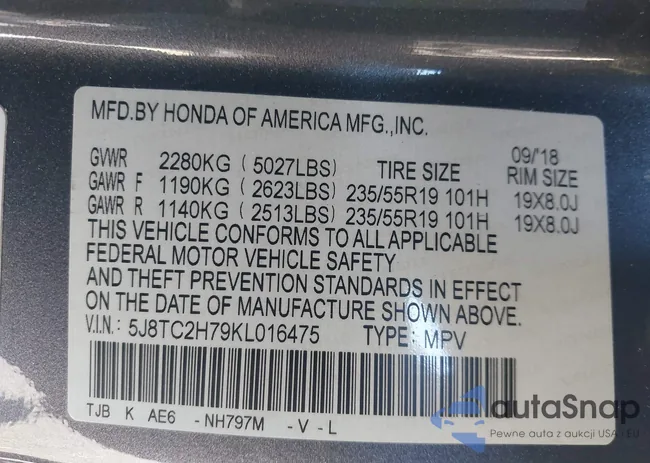 MFD.BY HONDA OF AMERICA MFG.,INC.
09/'18
GVWR 2280KG (5027LBS) TIRE SIZE RIM SIZE
GAWR F 1190KG (2623LBS) 235/55R19 101H 19X8.0J
GAWR R 1140KG (2513LBS) 235/55R19 101H 19X8.0J
THIS VEHICLE CONFORMS TO ALL APPLICABLE
FEDERAL MOTOR VEHICLE SAFETY
AND THEFT PREVENTION STANDARDS IN EFFECT
ON THE DATE OF MANUFACTURE SHOWN ABOVE.
V.I.N.: 5J8TC2H79KL016475 TYPE: MPV
TJB K AE6 -NH797M -V-L
autaSnap
Pewne auta z aukcji USA i EU